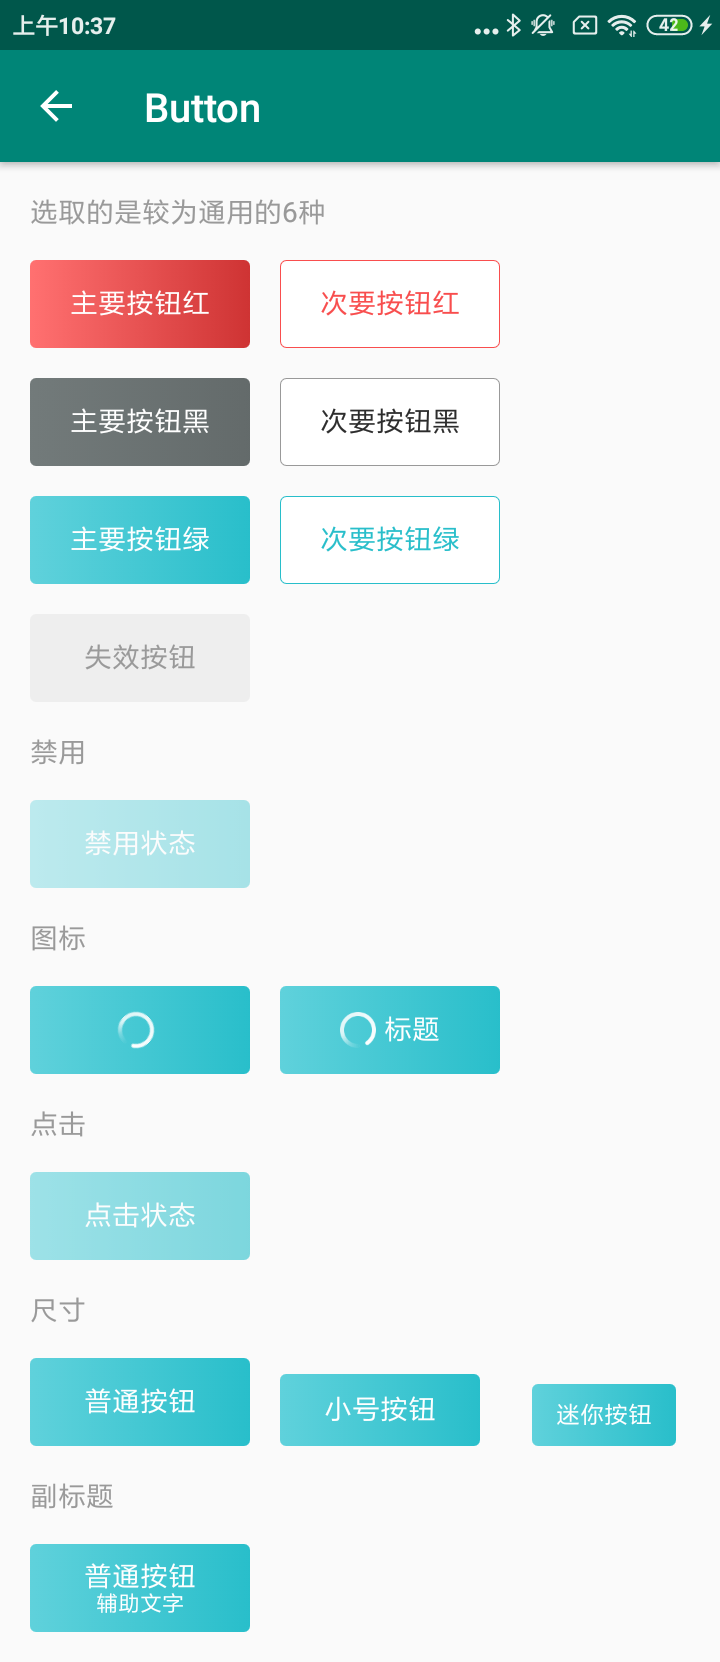 上午10:37
42
Button
选取的是较为通用的6种
主要按钮红 次要按钮红
主要按钮黑 次要按钮黑
主要按钮绿 次要按钮绿
失效按钮
禁用
禁用状态
图标
标题
点击
点击状态
尺寸
普通按钮 小号按钮 迷你按钮
副标题
普通按钮
辅助文字